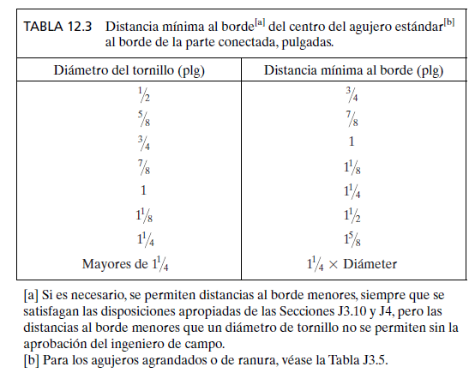 TABLA 12.3 Distancia mínima al borde[a] del centro del agujero estándar[b]
al borde de la parte conectada, pulgadas.
Diámetro del tornillo (plg) Distancia mínima al borde (plg)
1/2 3/4
5/8 7/8
3/4 1
7/8 1 1/8
1 1 1/4
1 1/8 1 1/2
1 1/4 1 5/8
Mayores de 1 1/4 1 1/4 × Diámeter
[a] Si es necesario, se permiten distancias al borde menores, siempre que se
satisfagan las disposiciones apropiadas de las Secciones J3.10 y J4, pero las
distancias al borde menores que un diámetro de tornillo no se permiten sin la
aprobación del ingeniero de campo.
[b] Para los agujeros agrandados o de ranura, véase la Tabla J3.5.